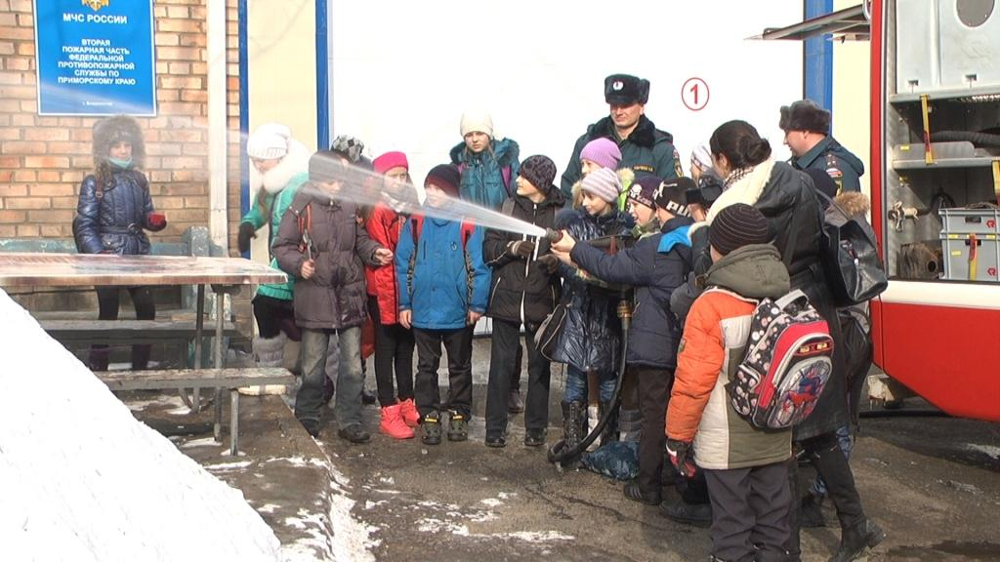 МЧС РОССИИ
ВТОРАЯ
ПОЖАРНАЯ ЧАСТЬ
ФЕДЕРАЛЬНОЙ
ПРОТИВОПОЖАРНОЙ
СЛУЖБЫ ПО
ПРИМОРСКОМУ КРАЮ
1